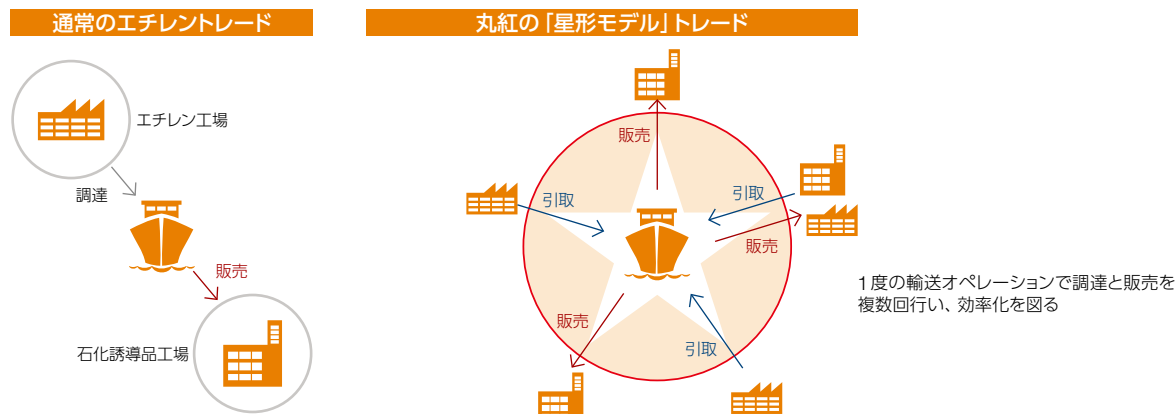 通常のエチレントレード
エチレン工場
調達
販売
石化誘導品工場
丸紅の「星形モデル」トレード
販売
引取
引取
販売
販売
引取
1度の輸送オペレーションで調達と販売を
複数回行い、効率化を図る